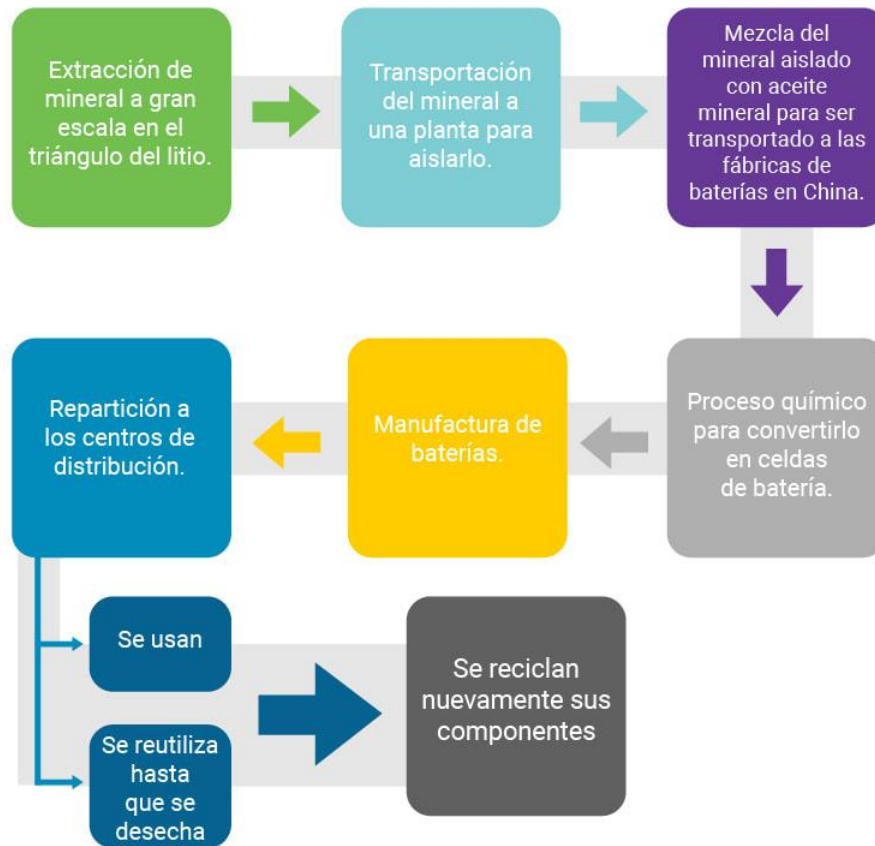 Extracción de
mineral a gran
escala en el
triángulo del litio.
Transportación
del mineral a
una planta para
aislarlo.
Mezcla del
mineral aislado
con aceite
mineral para ser
transportado a las
fábricas de
baterías en China.
Proceso químico
para convertirlo
en celdas
de batería.
Manufactura de
baterías.
Repartición a
los centros de
distribución.
Se usan
Se reutiliza
hasta
que se
desecha
Se reciclan
nuevamente sus
componentes